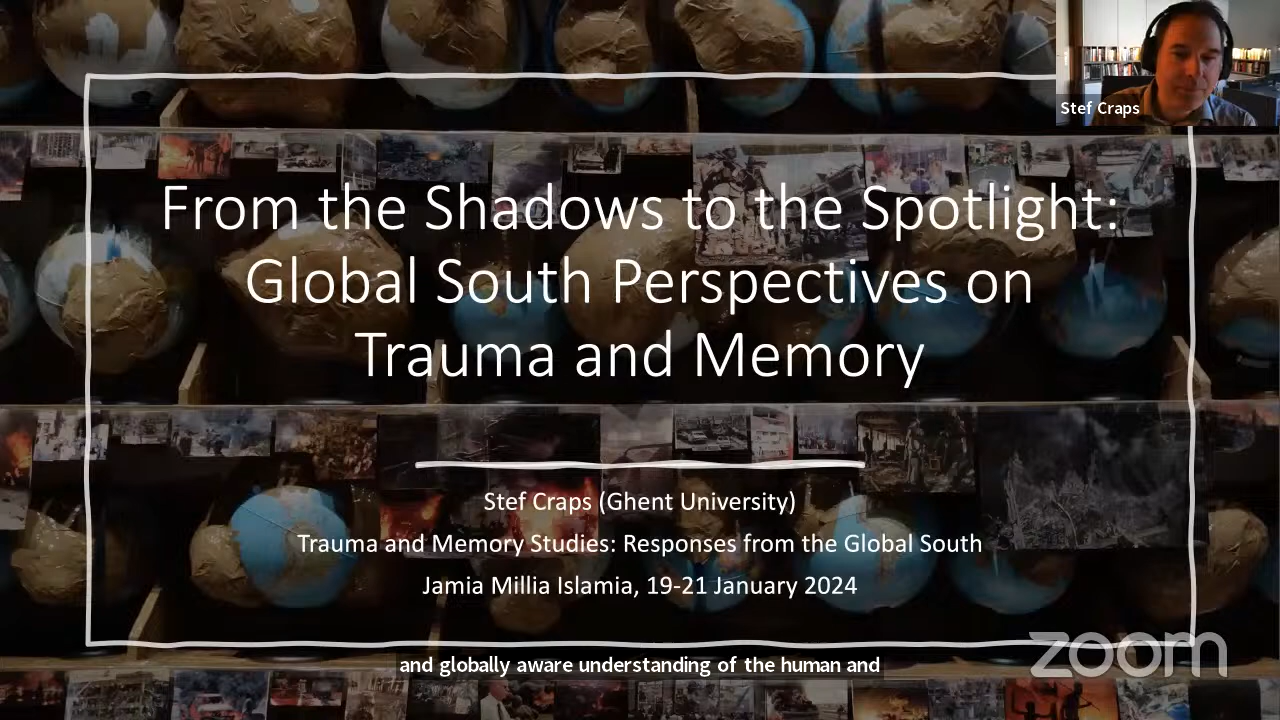 Stef Craps
From the Shadows to the Spotlight:
Global South Perspectives on
Trauma and Memory
Stef Craps (Ghent University)
Trauma and Memory Studies: Responses from the Global South
Jamia Millia Islamia, 19-21 January 2024
zoom
and globally aware understanding of the human and